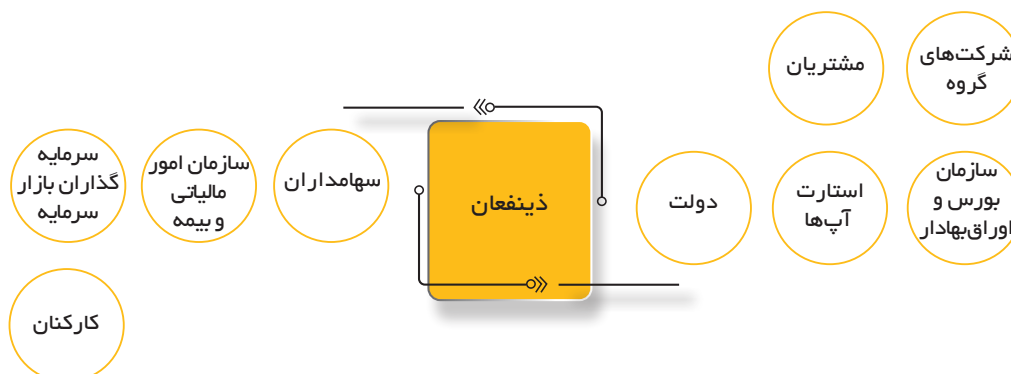 شرکت‌های
گروه
مشتریان
سازمان
بورس و
اوراق‌بهادار
استارت
آپ‌ها
دولت
ذینفعان
سهامداران
سازمان امور
مالیاتی
و بیمه
سرمایه
گذاران بازار
سرمایه
کارکنان